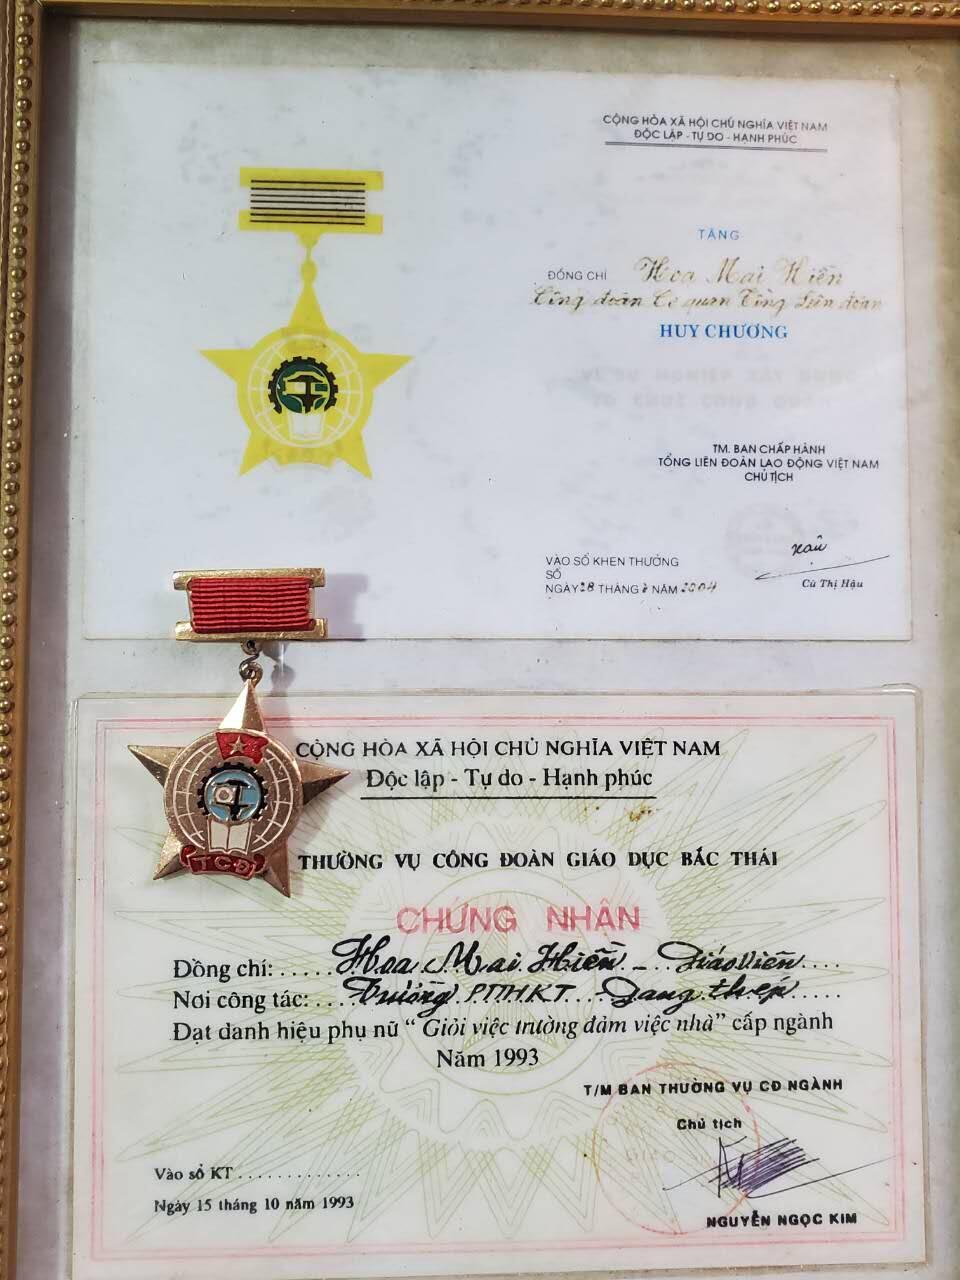 CỘNG HÒA XÃ HỘI CHỦ NGHĨA VIỆT NAM
ĐỘC LẬP - TỰ DO - HẠNH PHÚC
TẶNG
ĐỒNG CHÍ Hoa Mai Hiền
Công đoàn Cơ quan Tổng Liên đoàn
HUY CHƯƠNG
TM. BAN CHẤP HÀNH
TỔNG LIÊN ĐOÀN LAO ĐỘNG VIỆT NAM
CHỦ TỊCH
VÀO SỔ KHEN THƯỞNG
SỐ
NGÀY 28 THÁNG 7 NĂM 2004
Cù Thị Hậu
TCĐ
CỘNG HÒA XÃ HỘI CHỦ NGHĨA VIỆT NAM
Độc lập - Tự do - Hạnh phúc
THƯỜNG VỤ CÔNG ĐOÀN GIÁO DỤC BẮC THÁI
CHỨNG NHẬN
Đồng chí: ..... Hoa Mai Hiền - Giáo viên ....
Nơi công tác: ... Trường PTTHKT .. Gang thép .....
Đạt danh hiệu phụ nữ “ Giỏi việc trường đảm việc nhà” cấp ngành
Năm 1993
T/M BAN THƯỜNG VỤ CĐ NGÀNH
Chủ tịch
Vào sổ KT .............
Ngày 15 tháng 10 năm 1993
NGUYỄN NGỌC KIM